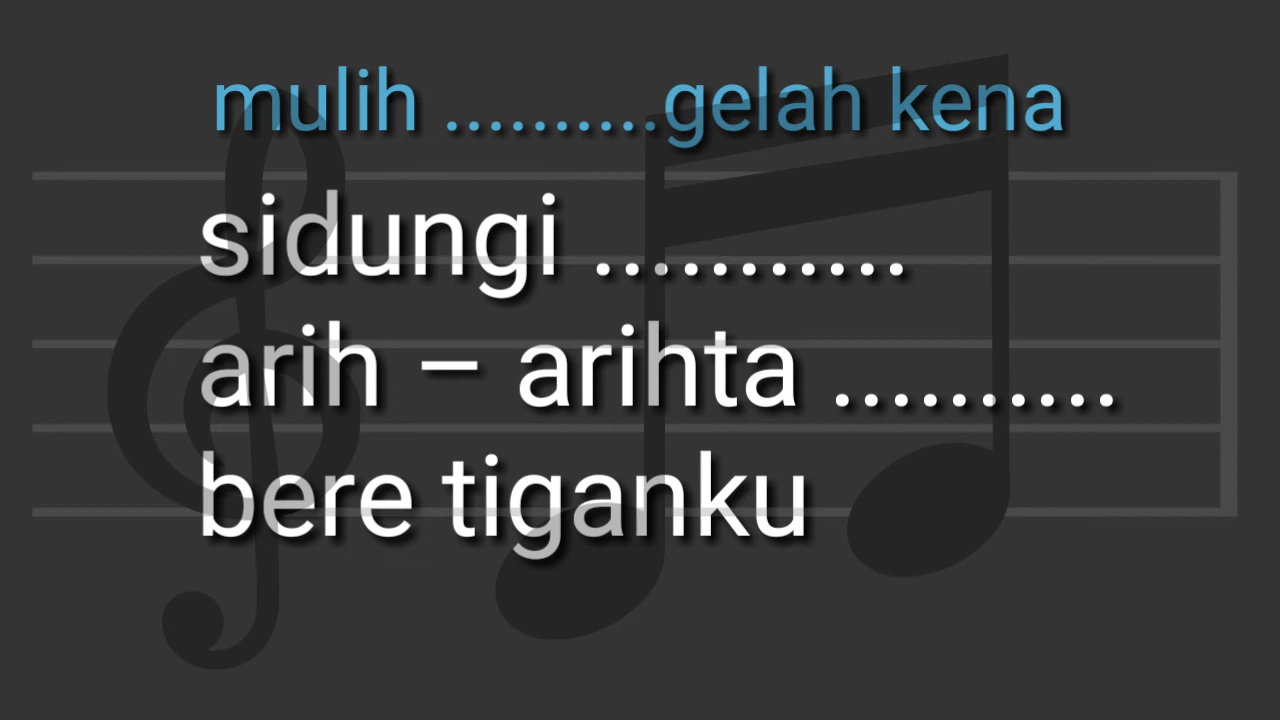 mulih ............gelah kena
sidungi ...........
arih – arihta ..........
bere tiganku